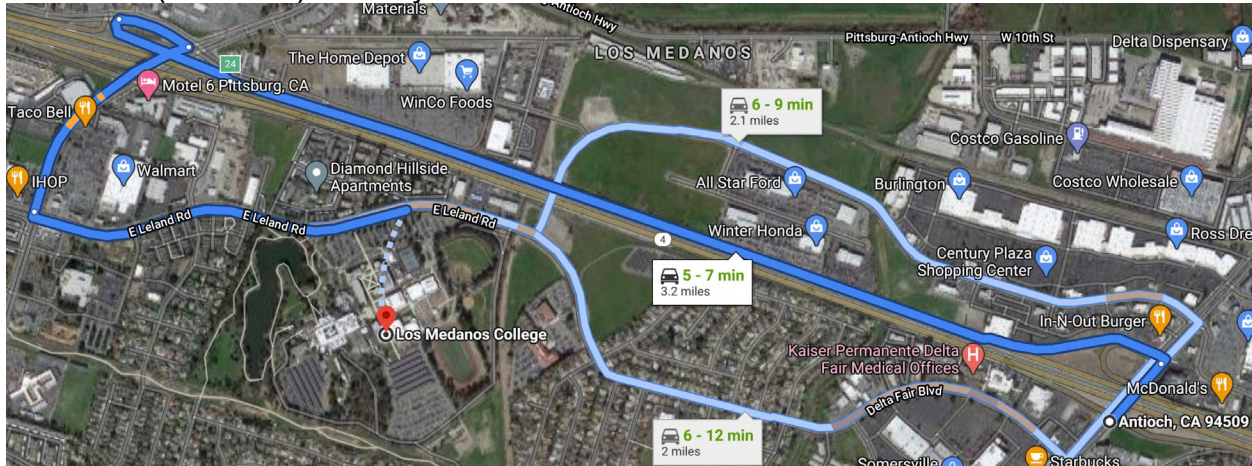 Materials
Antioch Hwy
Pittsburg-Antioch Hwy
W 10th St
LOS MEDANOS
Delta Dispensary
The Home Depot
24
Motel 6 Pittsburg, CA
WinCo Foods
Taco Bell
6 - 9 min
2.1 miles
Costco Gasoline
Walmart
IHOP
Diamond Hillside
Apartments
All Star Ford
Burlington
Costco Wholesale
E Leland Rd
E Leland Rd
E Leland Rd
Winter Honda
Ross Dre
4
Century Plaza
Shopping Center
5 - 7 min
3.2 miles
In-N-Out Burger
Los Medanos College
Kaiser Permanente Delta
Fair Medical Offices
H
McDonald's
Delta Fair Blvd
Antioch, CA 94509
6 - 12 min
2 miles
Somersville
Starbucks